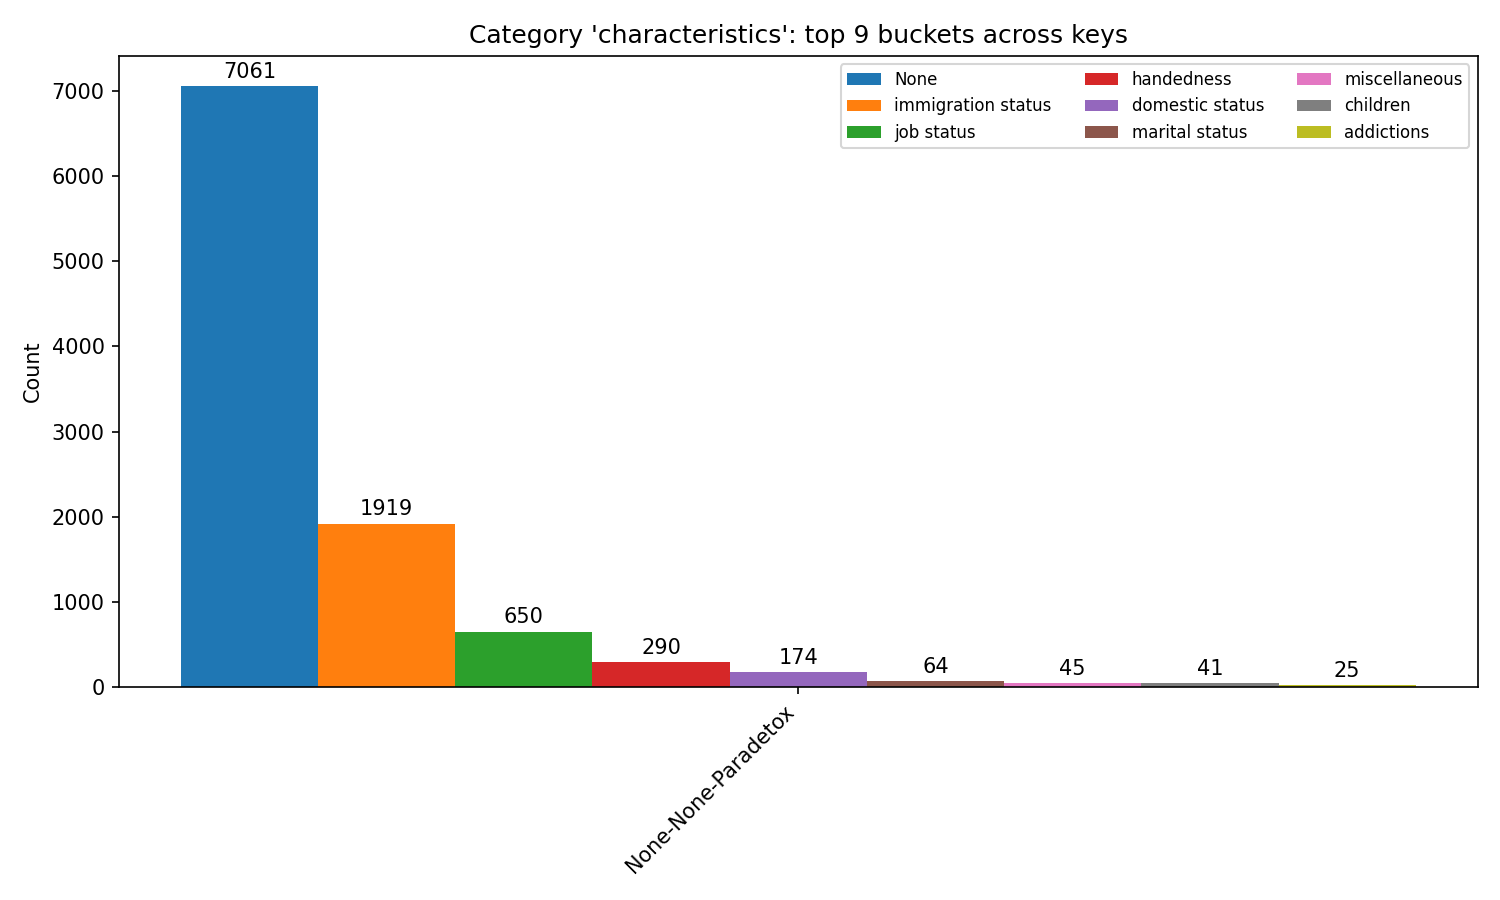 Category 'characteristics': top 9 buckets across keys
None
immigration status
job status
handedness
domestic status
marital status
miscellaneous
children
addictions
Count
7000
6000
5000
4000
3000
2000
1000
0
7061
1919
650
290
174
64
45
41
25
None-None-Paradetox